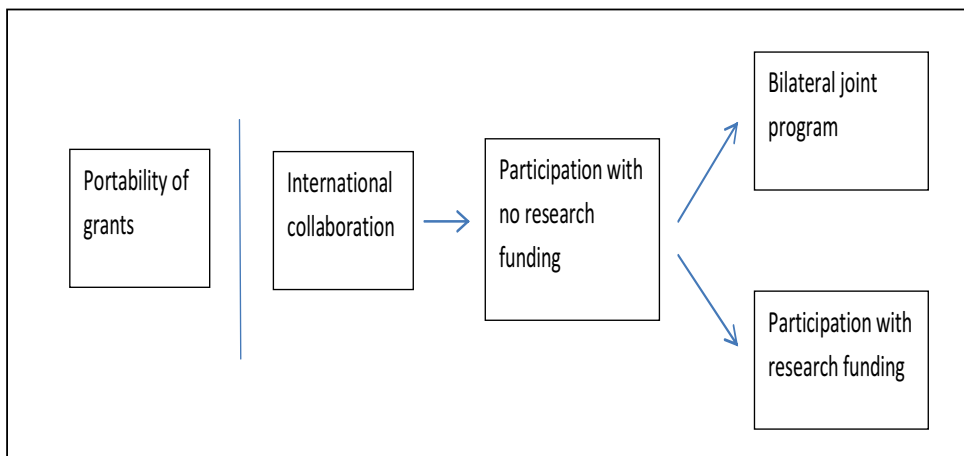 Portability of
grants
International
collaboration
Participation with
no research
funding
Bilateral joint
program
Participation with
research funding